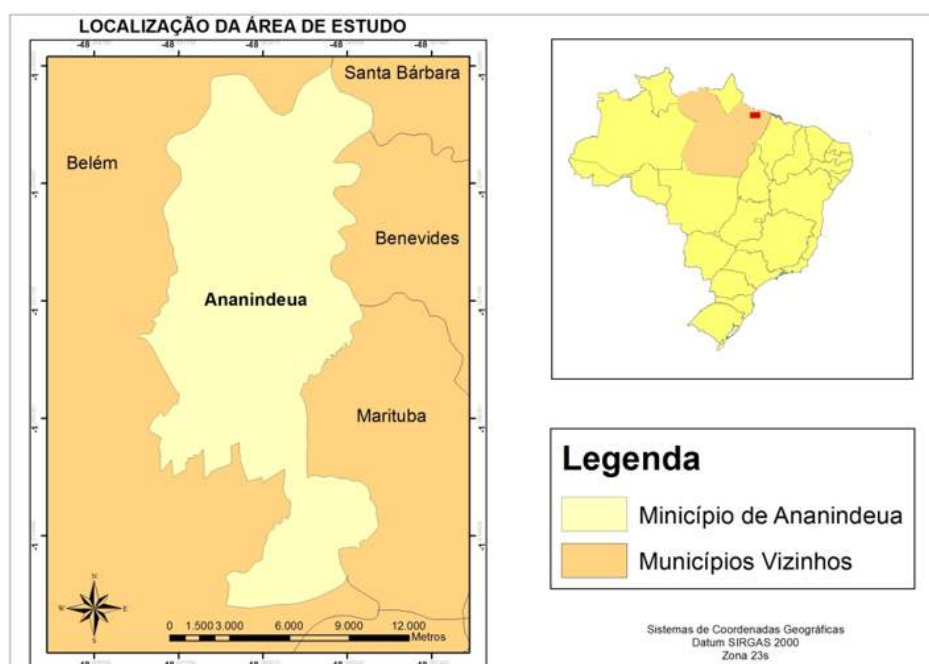 LOCALIZAÇÃO DA ÁREA DE ESTUDO
Santa Bárbara
Belém
Benevides
Ananindeua
Marituba
N
W
E
S
0 1.500 3.000 6.000 9.000 12.000
Metros
Legenda
Minicípio de Ananindeua
Municípios Vizinhos
Sistemas de Coordenadas Geográficas
Datum SIRGAS 2000
Zona 23s